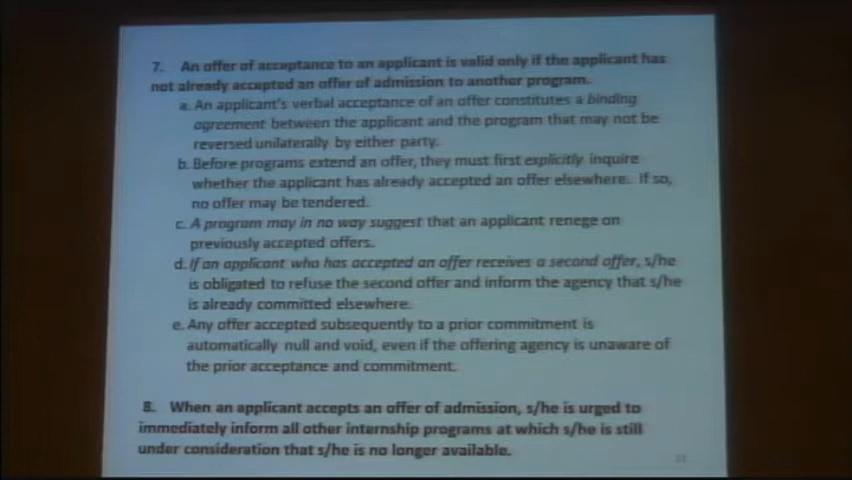 7. An offer of acceptance to an applicant is valid only if the applicant has
not already accepted an offer of admission to another program.
a. An applicant's verbal acceptance of an offer constitutes a binding
agreement between the applicant and the program that may not be
reversed unilaterally by either party.
b. Before programs extend an offer, they must first explicitly inquire
whether the applicant has already accepted an offer elsewhere. If so,
no offer may be tendered.
c. A program may in no way suggest that an applicant renege on
previously accepted offers.
d. If an applicant who has accepted an offer receives a second offer, s/he
is obligated to refuse the second offer and inform the agency that s/he
is already committed elsewhere.
e. Any offer accepted subsequently to a prior commitment is
automatically null and void, even if the offering agency is unaware of
the prior acceptance and commitment.
8. When an applicant accepts an offer of admission, s/he is urged to
immediately inform all other internship programs at which s/he is still
under consideration that s/he is no longer available.